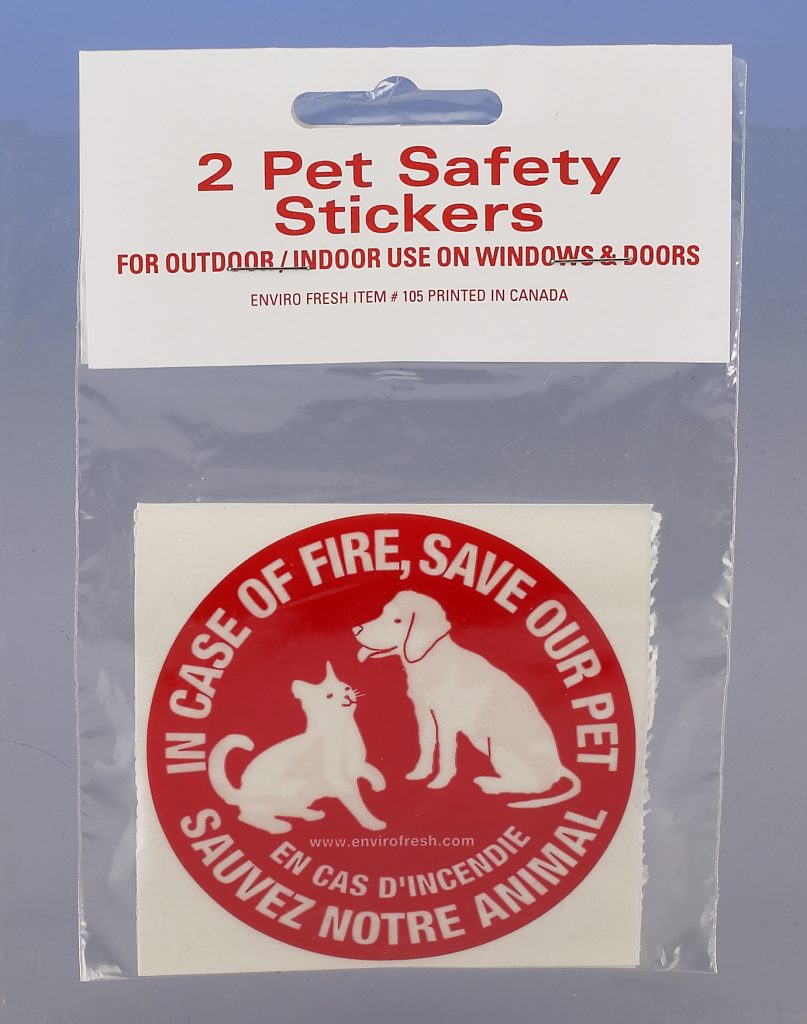 2 Pet Safety
Stickers
FOR OUTDOOR / INDOOR USE ON WINDOWS & DOORS
ENVIRO FRESH ITEM # 105 PRINTED IN CANADA
IN CASE OF FIRE, SAVE OUR PET
www.envirofresh.com
EN CAS D'INCENDIE
SAUVEZ NOTRE ANIMAL